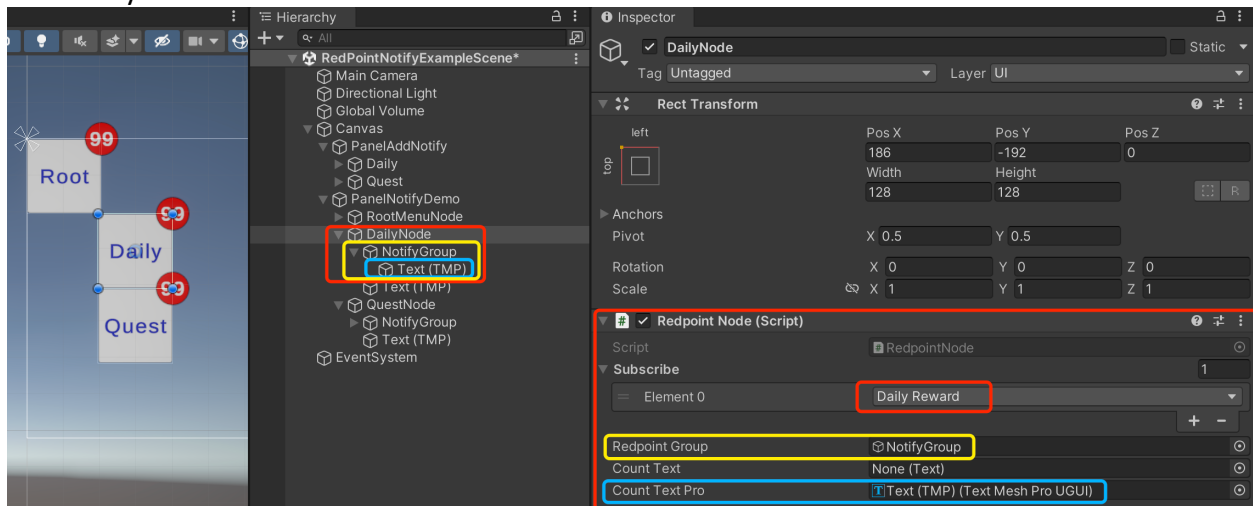 Hierarchy
All
RedPointNotifyExampleScene*
Main Camera
Directional Light
Global Volume
Canvas
PanelAddNotify
Daily
Quest
PanelNotifyDemo
RootMenuNode
DailyNode
NotifyGroup
Text (TMP)
Text (TMP)
QuestNode
NotifyGroup
Text (TMP)
EventSystem
99
Root
99
Daily
99
Quest
Inspector
DailyNode
Static
Tag Untagged Layer UI
Rect Transform
left
top
Pos X Pos Y Pos Z
186 -192 0
Width Height
128 128
R
Anchors
Pivot X 0.5 Y 0.5
Rotation X 0 Y 0 Z 0
Scale X 1 Y 1 Z 1
# Redpoint Node (Script)
Script RedpointNode
Subscribe 1
Element 0 Daily Reward
+ -
Redpoint Group NotifyGroup
Count Text None (Text)
Count Text Pro Text (TMP) (Text Mesh Pro UGUI)